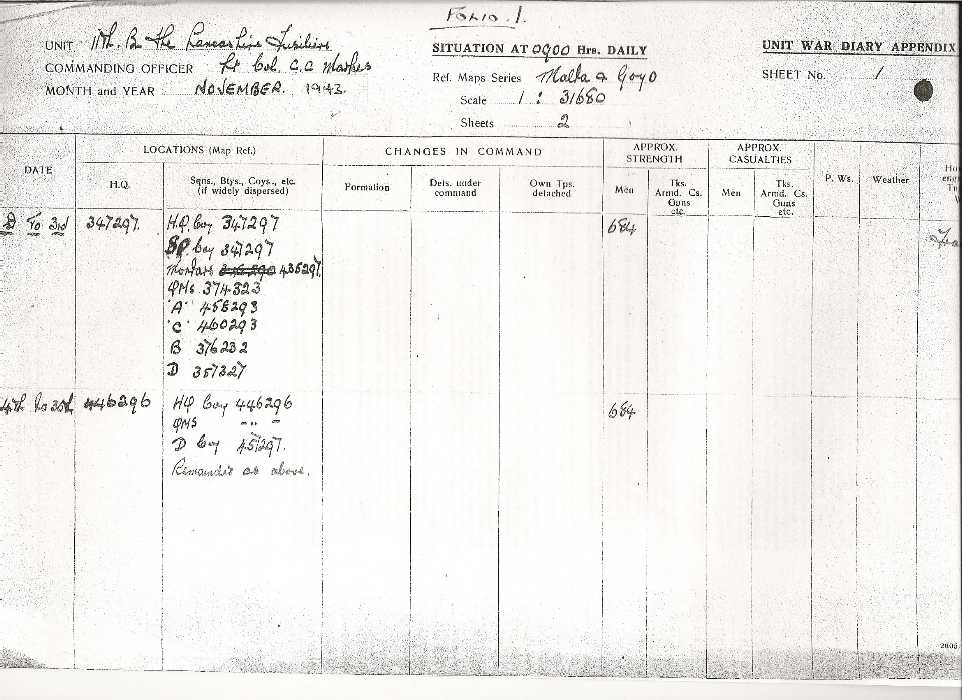 FOLIO. 1.
UNIT 11th. Bn The Lancashire Fusiliers
COMMANDING OFFICER Lt Col. C.C
MONTH and YEAR NOVEMBER. 1943.
SITUATION AT 0900 Hrs. DAILY
Ref. Maps Series Malta & Gozo
Scale 1 : 31680
Sheets 2
UNIT WAR DIARY APPENDIX
SHEET No. 1
DATE
LOCATIONS (Map Ref.)
H.Q.
Sqns., Btys., Coys., etc.
(if widely dispersed)
CHANGES IN COMMAND
Formation
Dets. under
command
Own Tps.
detached
APPROX.
STRENGTH
Men
Tks.
Armd. Cs.
Guns
etc.
APPROX.
CASUALTIES
Men
Tks.
Armd. Cs.
Guns
etc.
P. Ws.
Weather
To 3rd 347297. H.Q. Coy 347297 684
SP. Coy 347297
Mortars 435297
QMS 374323
'A' 458293
'C' 460293
B 376232
D 357327
4th to 446296 HQ Coy 446296 684
QMS " " "
D Coy 451297.
Remainder as above.
2605